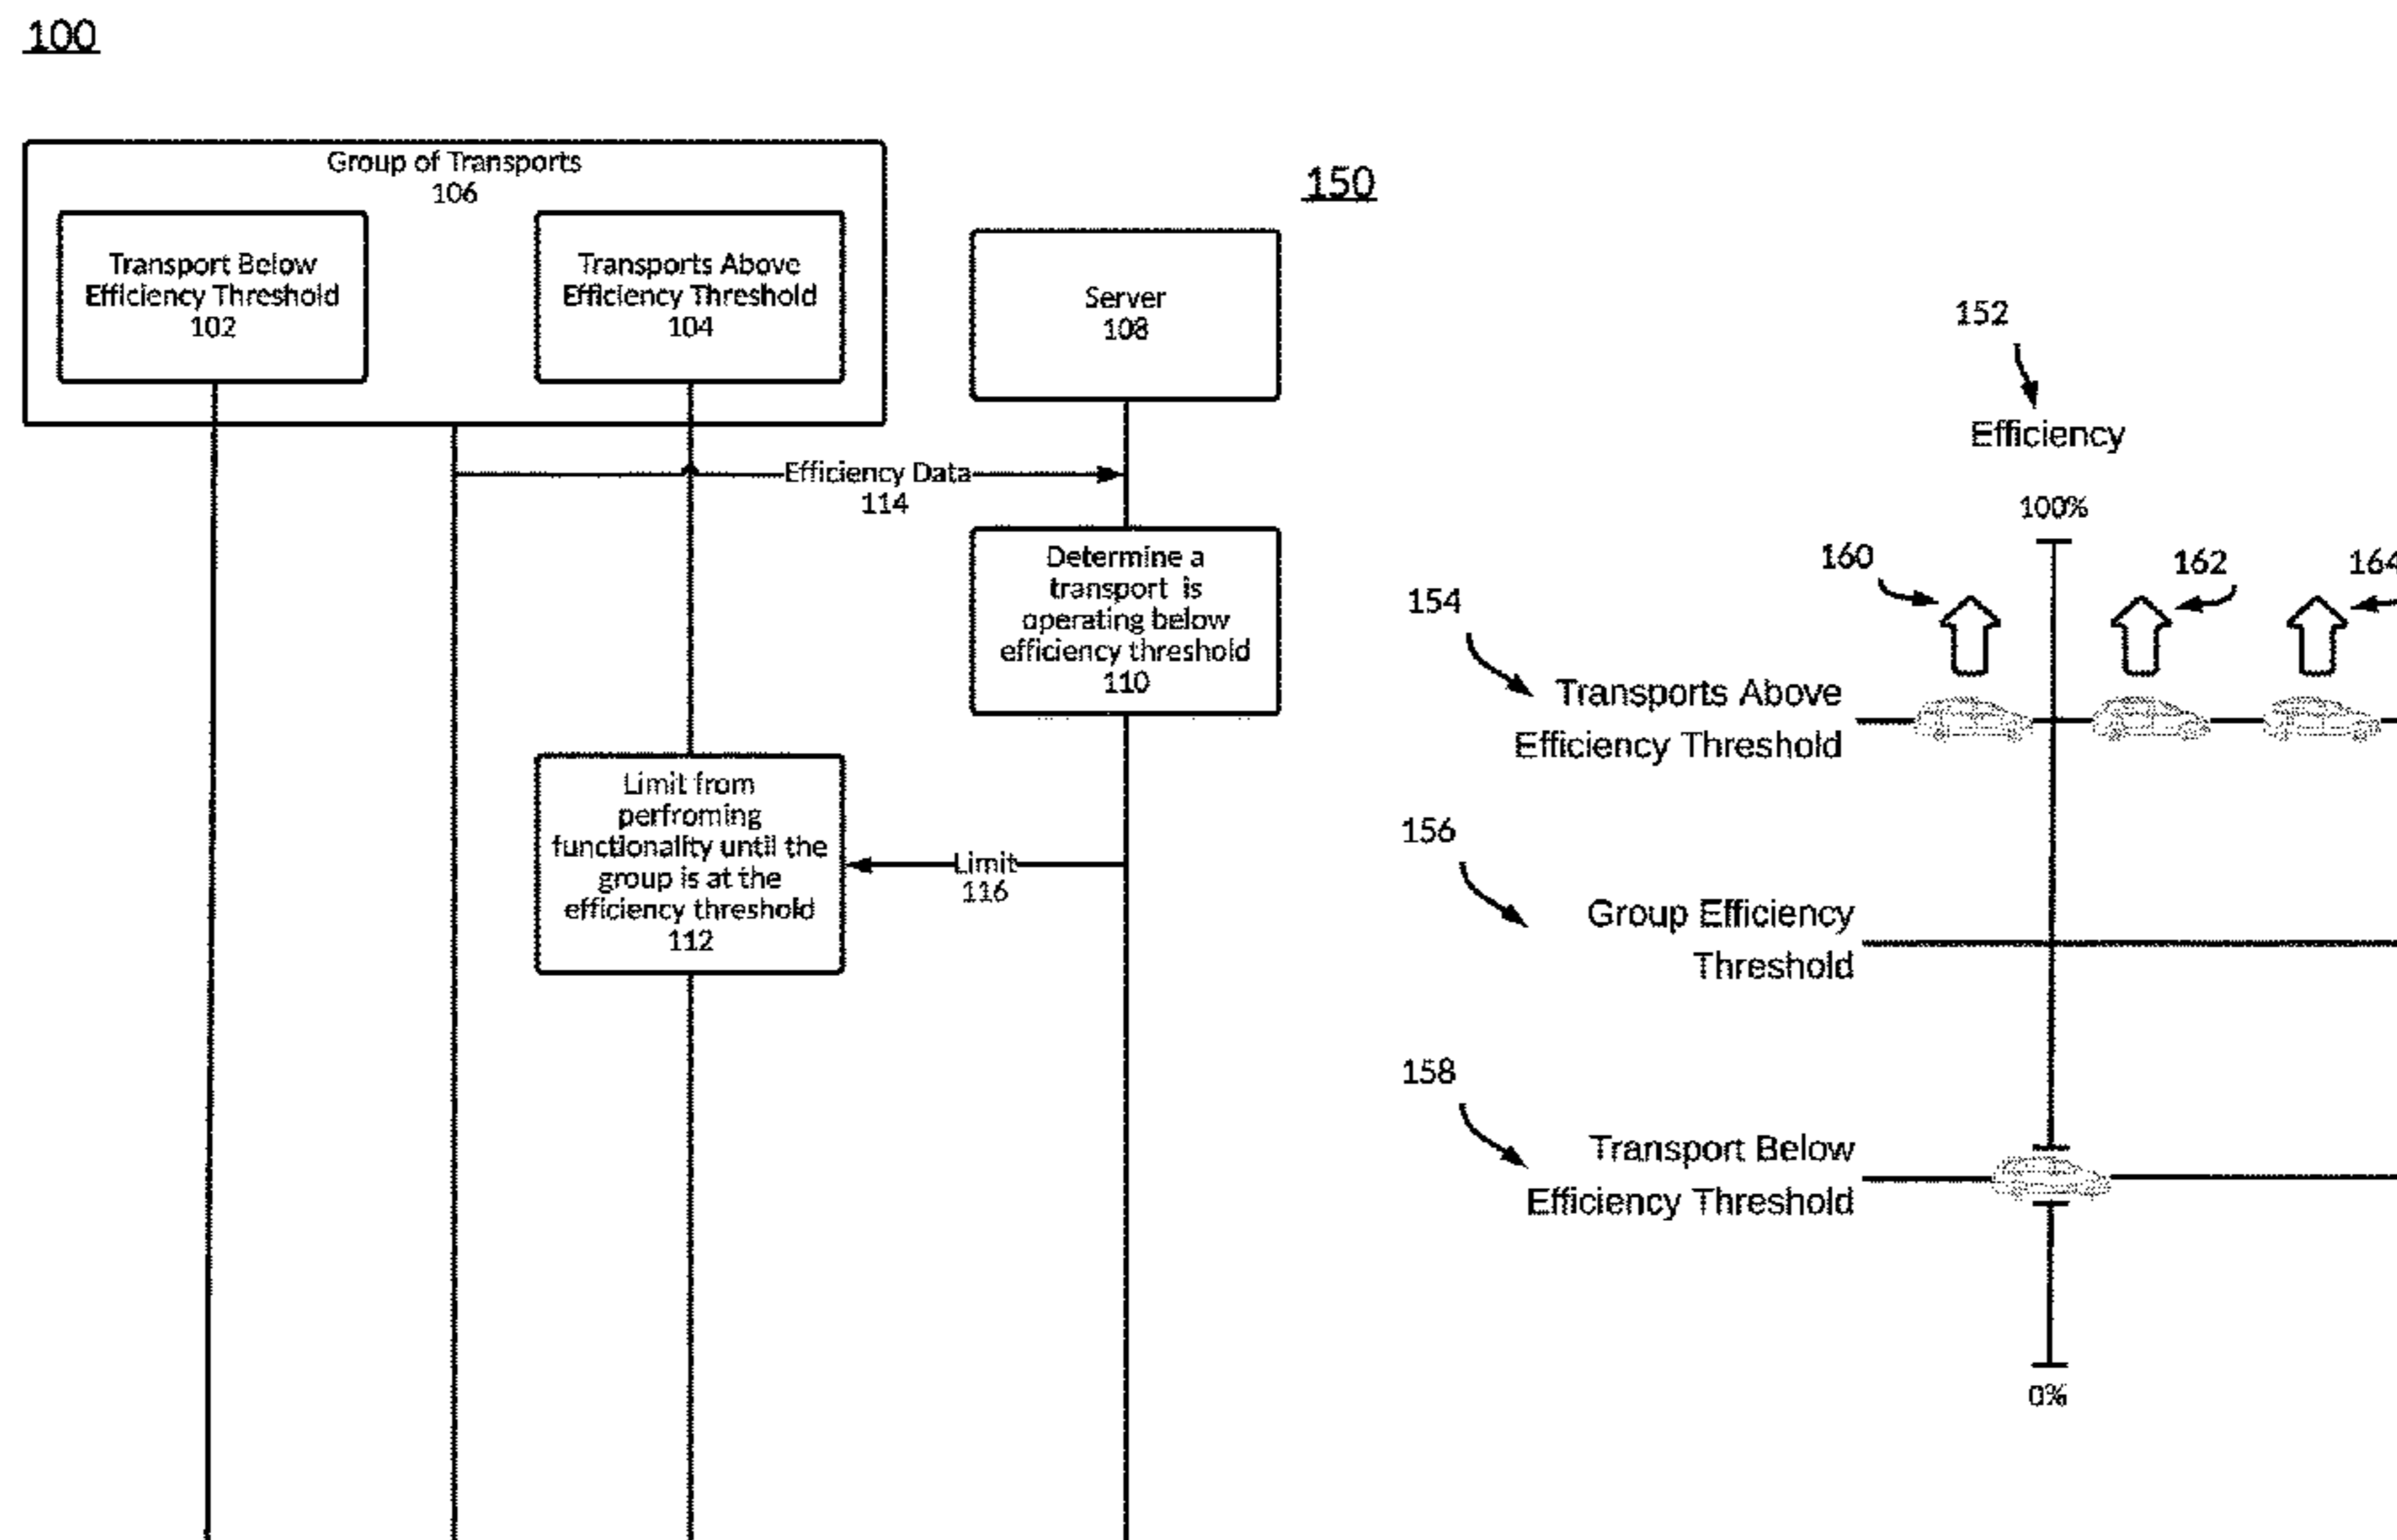 100
Group of Transports
106
Transport Below
Efficiency Threshold
102
Transports Above
Efficiency Threshold
104
Server
108
Efficiency Data
114
Determine a
transport is
operating below
efficiency threshold
110
Limit from
perfroming
functionality until the
group is at the
efficiency threshold
112
Limit
116
150
152
Efficiency
100%
160
162
164
154
Transports Above
Efficiency Threshold
156
Group Efficiency
Threshold
158
Transport Below
Efficiency Threshold
0%